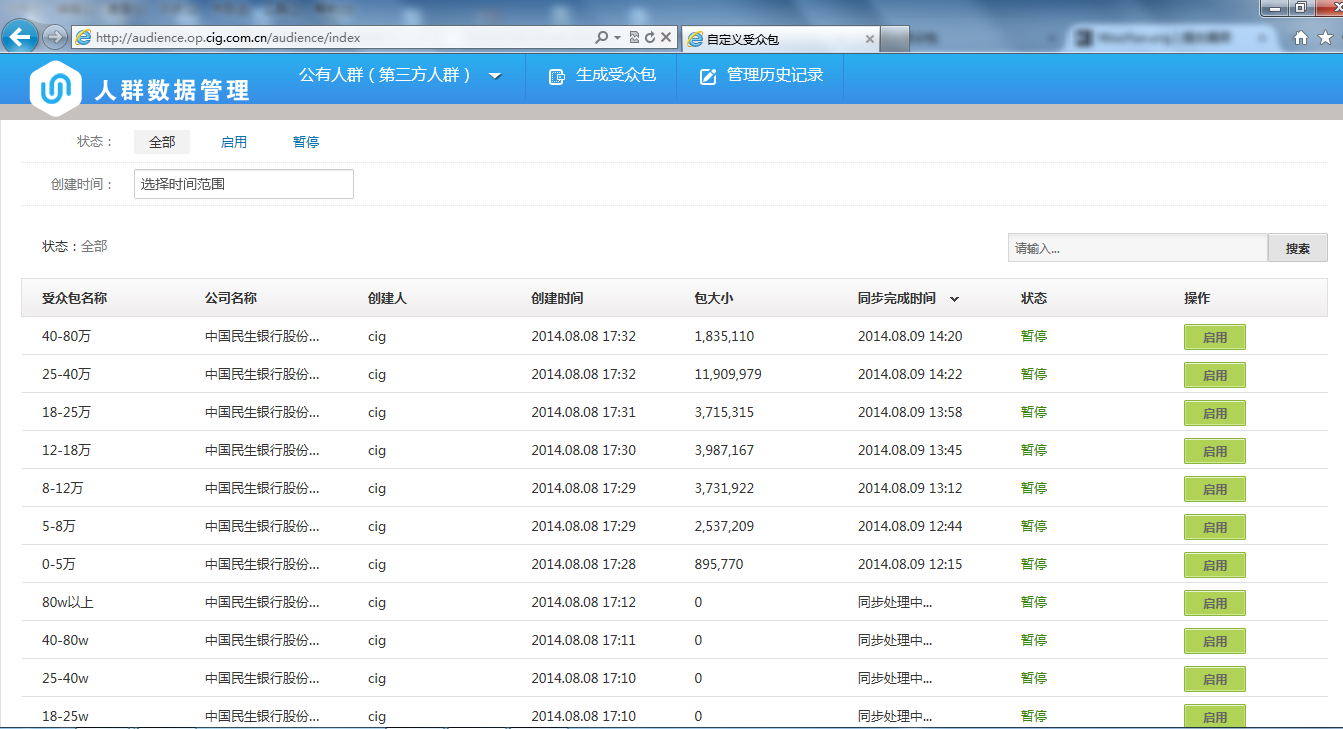 http://audience.op.cig.com.cn/audience/index
自定义受众包
人群数据管理
公有人群（第三方人群）
生成受众包
管理历史记录
状态： 全部 启用 暂停
创建时间： 选择时间范围
状态：全部
请输入... 搜索
受众包名称 公司名称 创建人 创建时间 包大小 同步完成时间 状态 操作
40-80万 中国民生银行股份... cig 2014.08.08 17:32 1,835,110 2014.08.09 14:20 暂停 启用
25-40万 中国民生银行股份... cig 2014.08.08 17:32 11,909,979 2014.08.09 14:22 暂停 启用
18-25万 中国民生银行股份... cig 2014.08.08 17:31 3,715,315 2014.08.09 13:58 暂停 启用
12-18万 中国民生银行股份... cig 2014.08.08 17:30 3,987,167 2014.08.09 13:45 暂停 启用
8-12万 中国民生银行股份... cig 2014.08.08 17:29 3,731,922 2014.08.09 13:12 暂停 启用
5-8万 中国民生银行股份... cig 2014.08.08 17:29 2,537,209 2014.08.09 12:44 暂停 启用
0-5万 中国民生银行股份... cig 2014.08.08 17:28 895,770 2014.08.09 12:15 暂停 启用
80w以上 中国民生银行股份... cig 2014.08.08 17:12 0 同步处理中... 暂停 启用
40-80w 中国民生银行股份... cig 2014.08.08 17:11 0 同步处理中... 暂停 启用
25-40w 中国民生银行股份... cig 2014.08.08 17:10 0 同步处理中... 暂停 启用
18-25w 中国民生银行股份... cig 2014.08.08 17:10 0 同步处理中... 暂停 启用